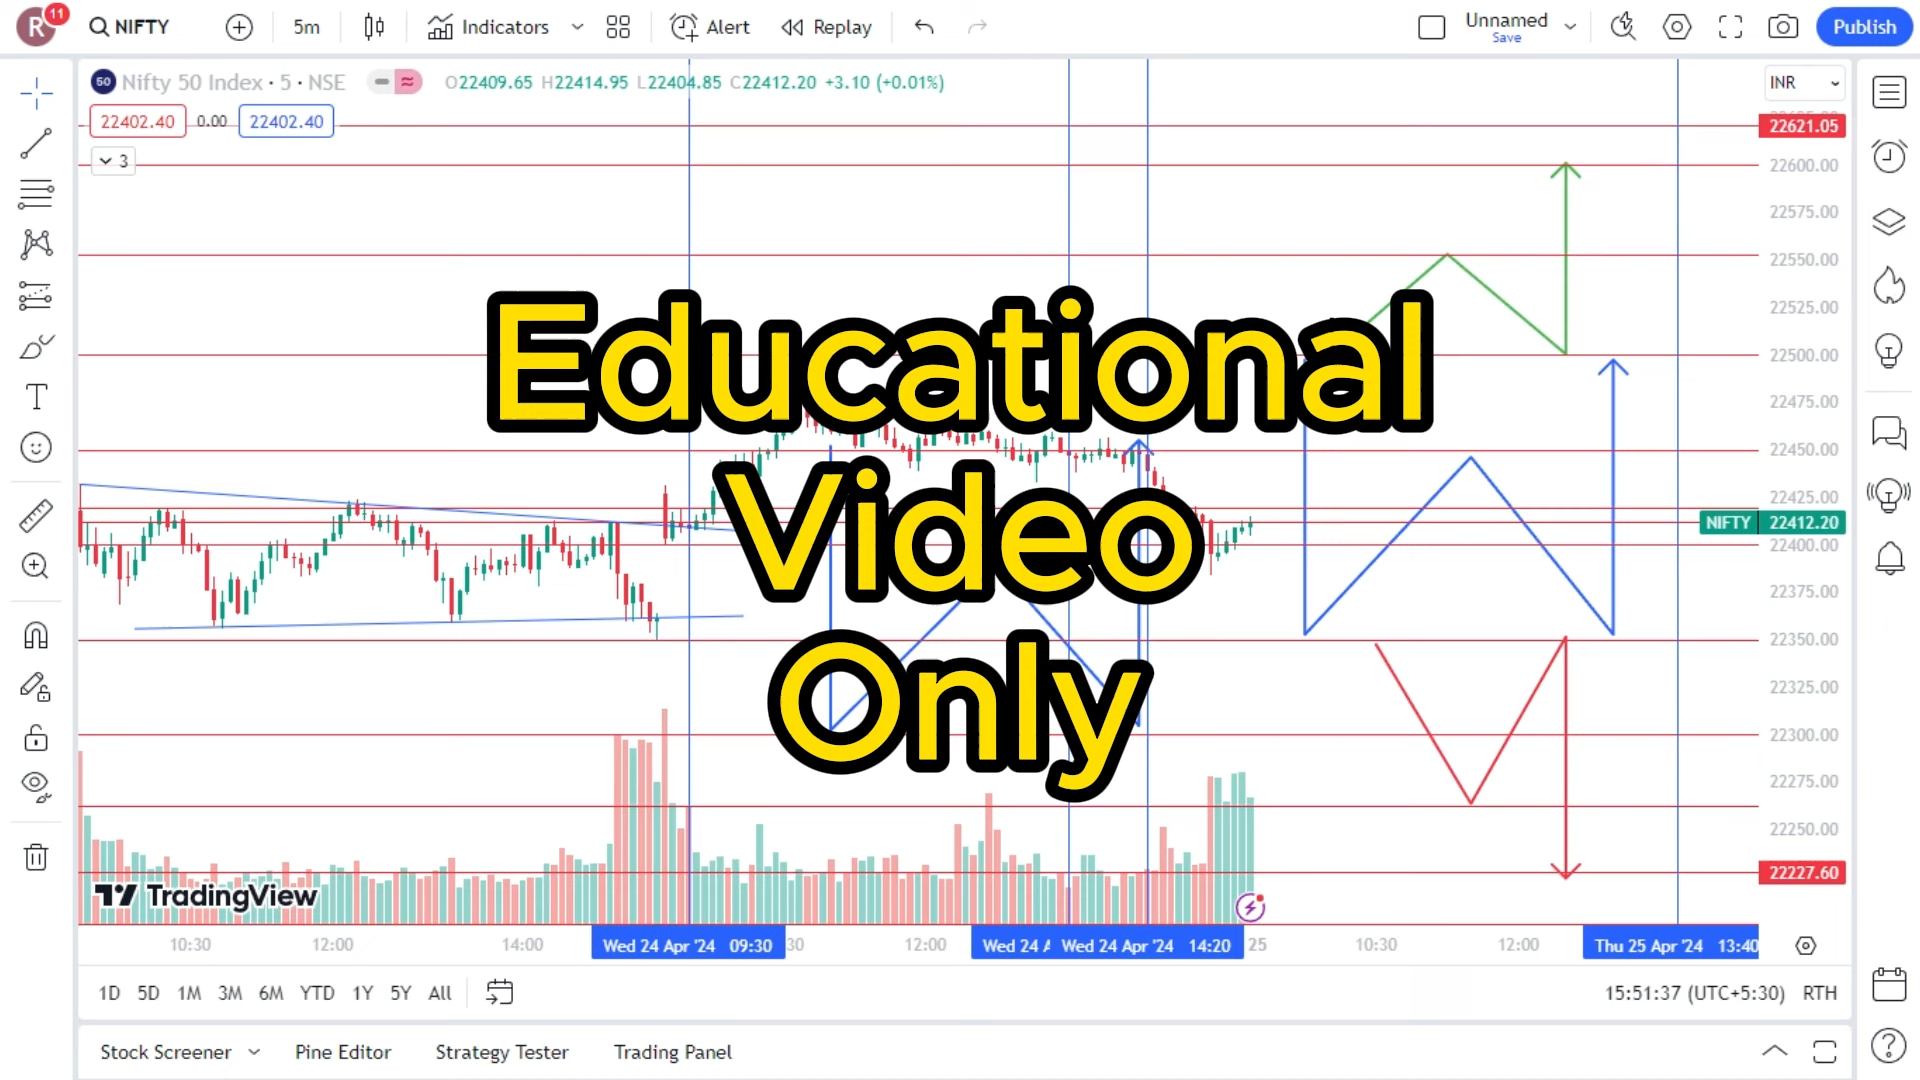 R
11
NIFTY
5m
Indicators
Alert
Replay
Unnamed
Save
Publish
50 Nifty 50 Index · 5 · NSE
O22409.65 H22414.95 L22404.85 C22412.20 +3.10 (+0.01%)
INR
22402.40 0.00 22402.40
3
22621.05
22600.00
22575.00
22550.00
22525.00
22500.00
22475.00
22450.00
22425.00
NIFTY 22412.20
22400.00
22375.00
22350.00
22325.00
22300.00
22275.00
22250.00
22227.60
Educational
Video
Only
TradingView
10:30 12:00 14:00 Wed 24 Apr '24 09:30 :30 12:00 Wed 24 A Wed 24 Apr '24 14:20 25 10:30 12:00 Thu 25 Apr '24 13:40
1D 5D 1M 3M 6M YTD 1Y 5Y All
15:51:37 (UTC+5:30) RTH
Stock Screener Pine Editor Strategy Tester Trading Panel